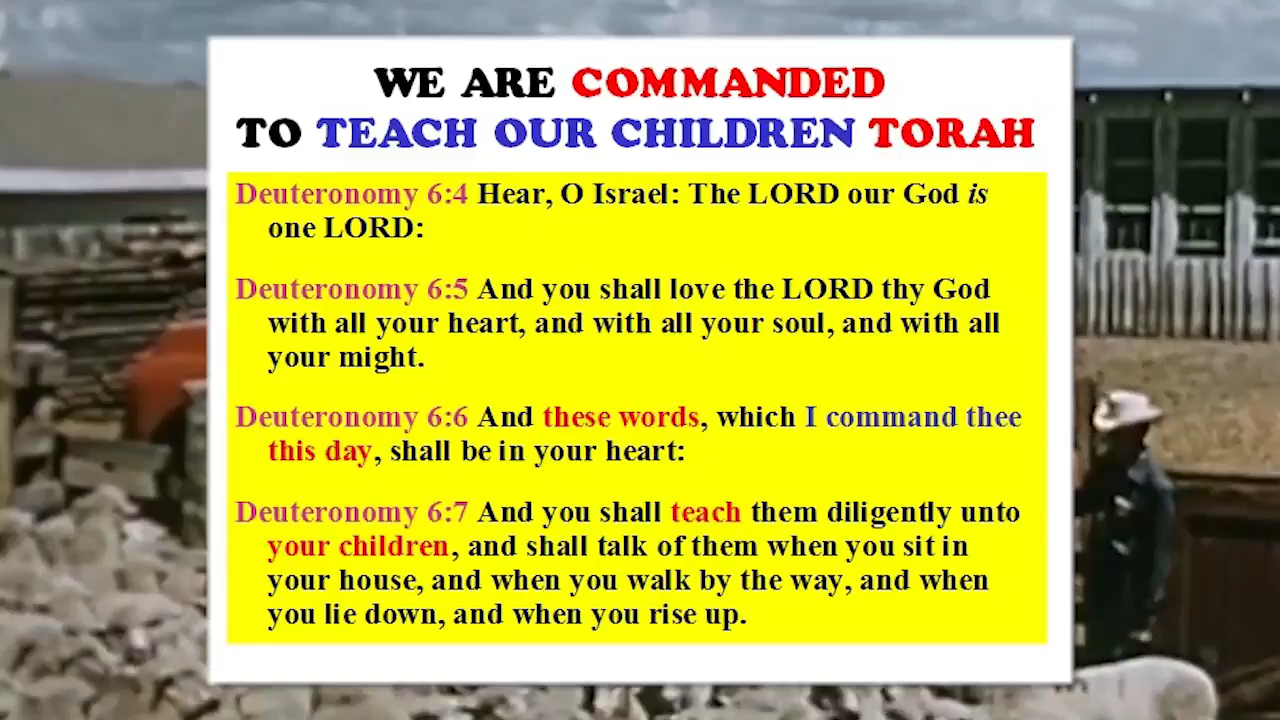 WE ARE COMMANDED
TO TEACH OUR CHILDREN TORAH
Deuteronomy 6:4 Hear, O Israel: The LORD our God is
one LORD:
Deuteronomy 6:5 And you shall love the LORD thy God
with all your heart, and with all your soul, and with all
your might.
Deuteronomy 6:6 And these words, which I command thee
this day, shall be in your heart:
Deuteronomy 6:7 And you shall teach them diligently unto
your children, and shall talk of them when you sit in
your house, and when you walk by the way, and when
you lie down, and when you rise up.